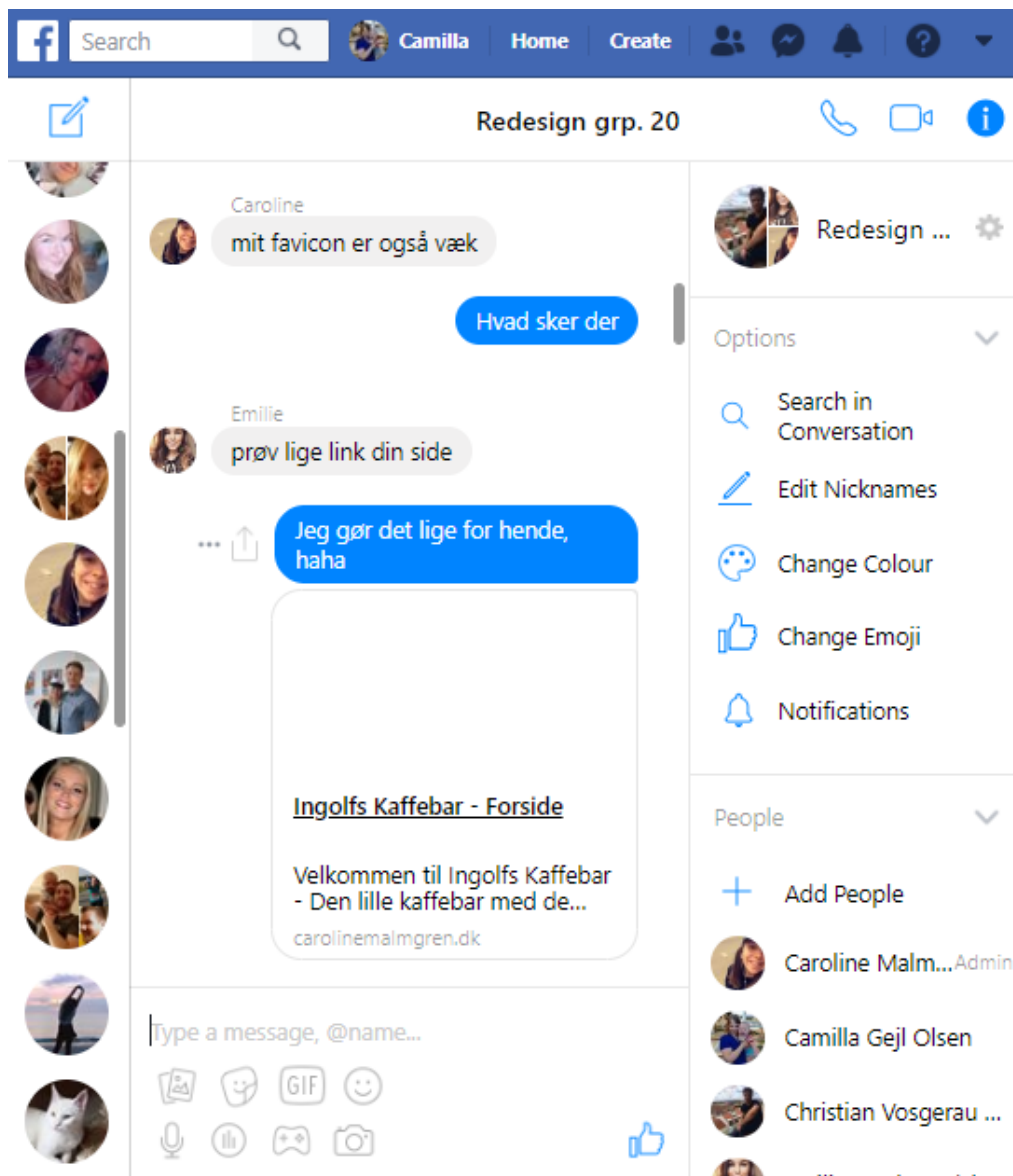 Search
Camilla
Home
Create
Redesign grp. 20
Caroline
mit favicon er også væk
Hvad sker der
Emilie
prøv lige link din side
Jeg gør det lige for hende,
haha
Ingolfs Kaffebar - Forside
Velkommen til Ingolfs Kaffebar
- Den lille kaffebar med de...
carolinemalmgren.dk
Type a message, @name...
GIF
Redesign ...
Options
Search in
Conversation
Edit Nicknames
Change Colour
Change Emoji
Notifications
People
Add People
Caroline Malm... Admin
Camilla Gejl Olsen
Christian Vosgerau ...